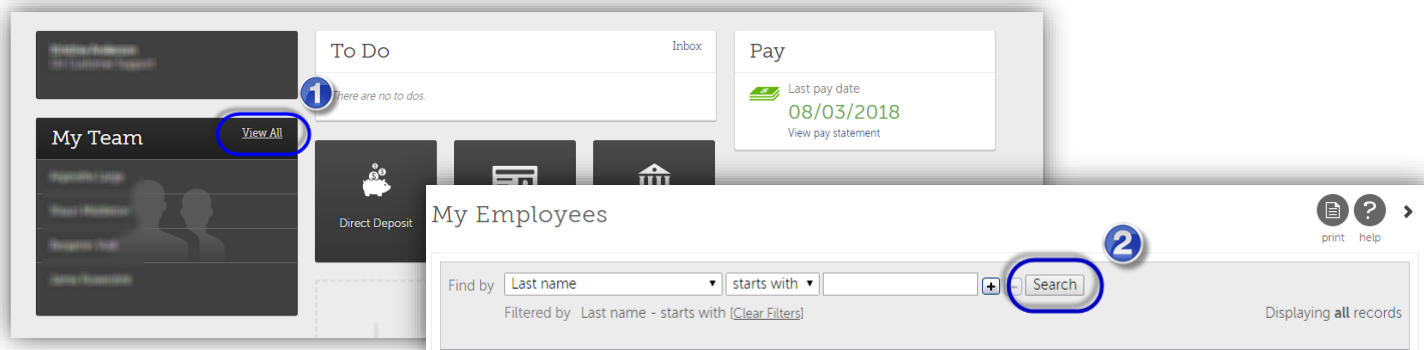 To Do
Inbox
There are no to dos.
Pay
Last pay date
08/03/2018
View pay statement
1
My Team
View All
Direct Deposit
My Employees
print
help
2
Find by Last name starts with + - Search
Filtered by Last name - starts with [Clear Filters]
Displaying all records